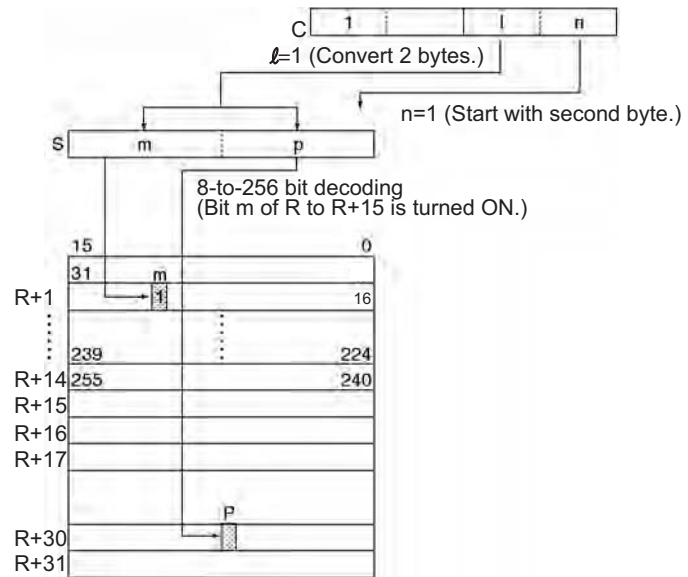 C 1 l n
ℓ=1 (Convert 2 bytes.)
n=1 (Start with second byte.)
S m p
8-to-256 bit decoding
(Bit m of R to R+15 is turned ON.)
15 0
31 m
R+1 1 16
239 224
R+14 255 240
R+15
R+16
R+17
P
R+30
R+31